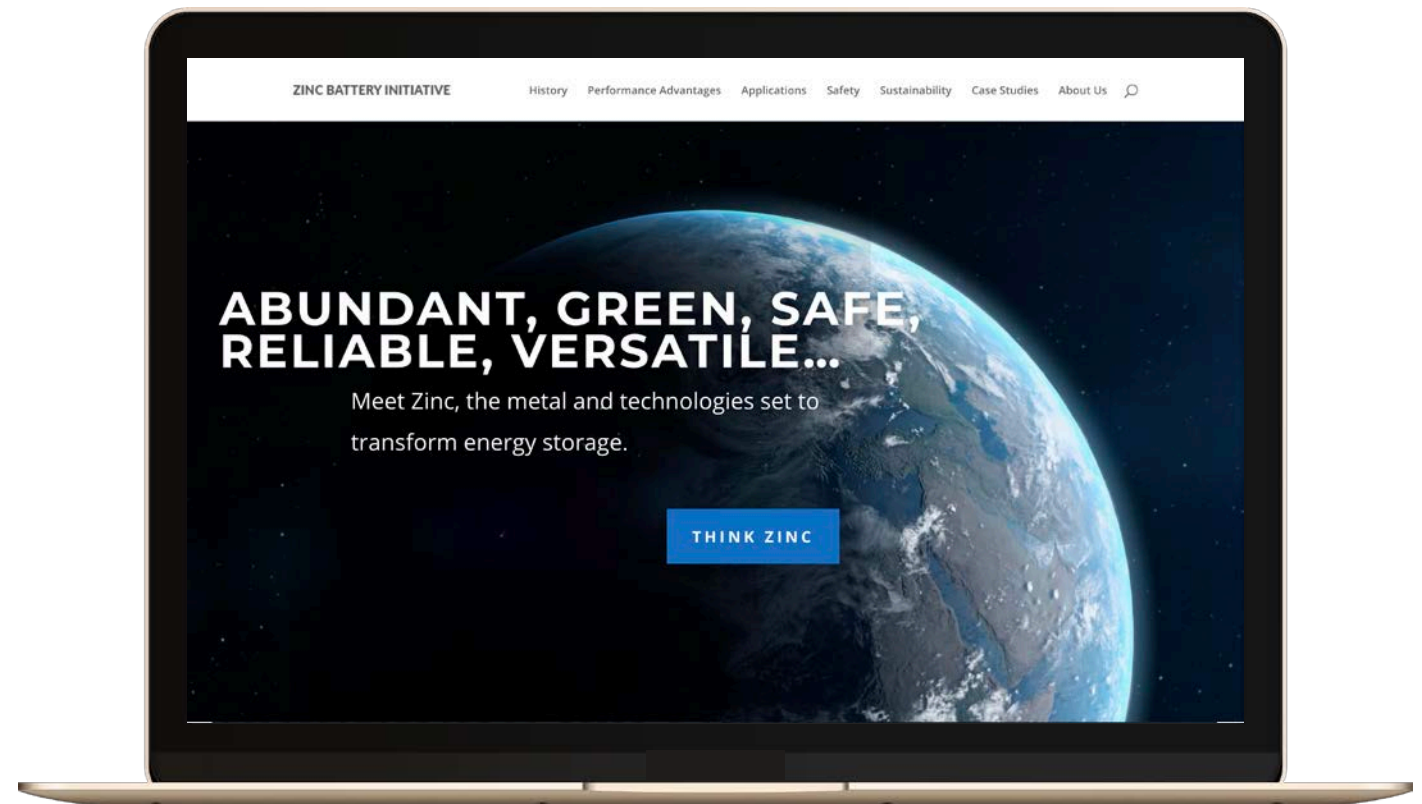 ZINC BATTERY INITIATIVE
History Performance Advantages Applications Safety Sustainability Case Studies About Us
ABUNDANT, GREEN, SAFE,
RELIABLE, VERSATILE...
Meet Zinc, the metal and technologies set to
transform energy storage.
THINK ZINC